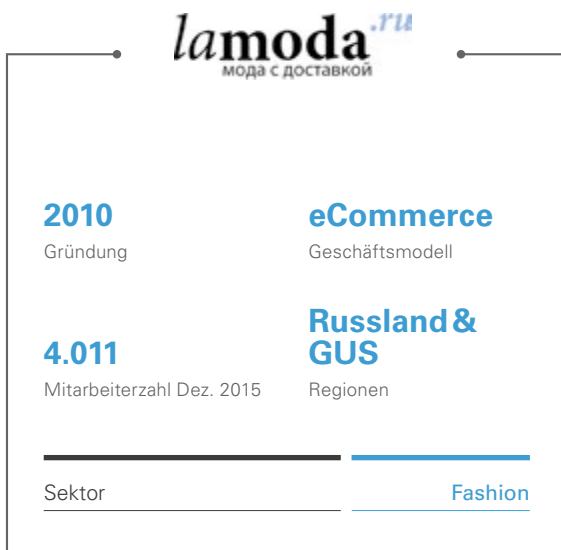 lamoda.ru
мода с доставкой
2010
Gründung
eCommerce
Geschäftsmodell
4.011
Mitarbeiterzahl Dez. 2015
Russland &
GUS
Regionen
Sektor
Fashion